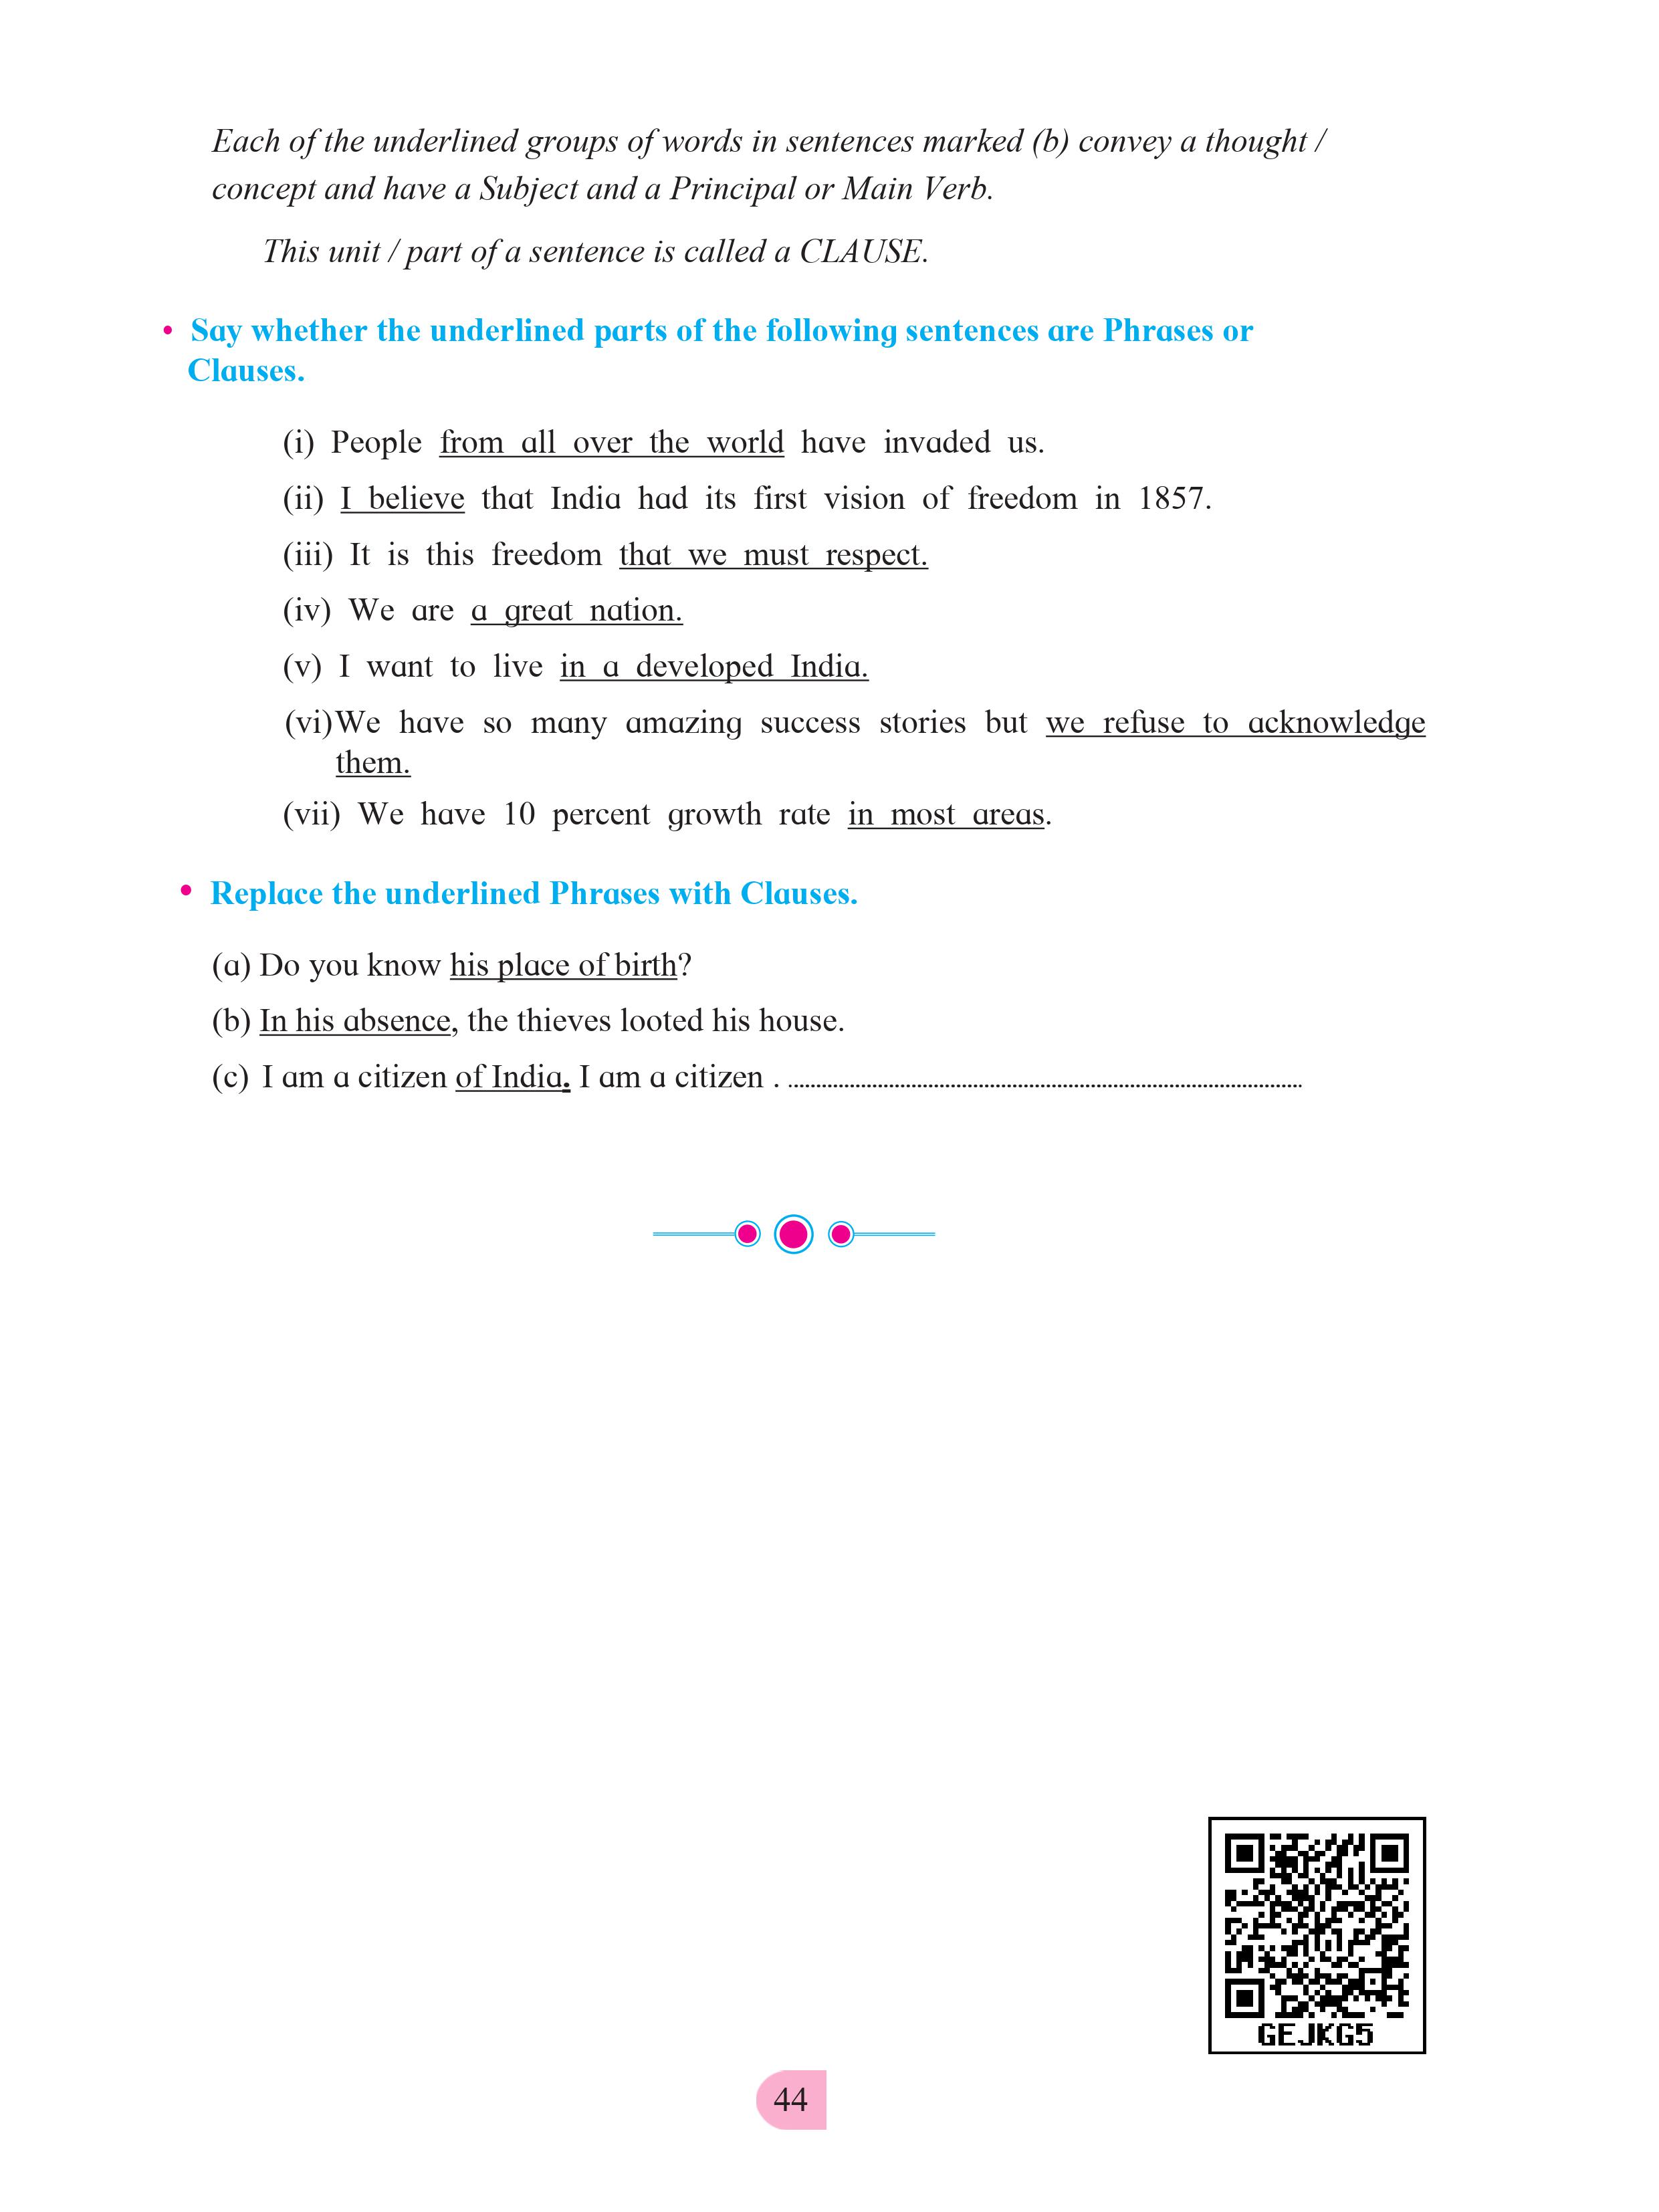 Each of the underlined groups of words in sentences marked (b) convey a thought /
concept and have a Subject and a Principal or Main Verb.
This unit / part of a sentence is called a CLAUSE.
• Say whether the underlined parts of the following sentences are Phrases or
Clauses.
(i) People from all over the world have invaded us.
(ii) I believe that India had its first vision of freedom in 1857.
(iii) It is this freedom that we must respect.
(iv) We are a great nation.
(v) I want to live in a developed India.
(vi)We have so many amazing success stories but we refuse to acknowledge
them.
(vii) We have 10 percent growth rate in most areas.
• Replace the underlined Phrases with Clauses.
(a) Do you know his place of birth?
(b) In his absence, the thieves looted his house.
(c) I am a citizen of India. I am a citizen . ..........................................................................................
GEJKG5
44